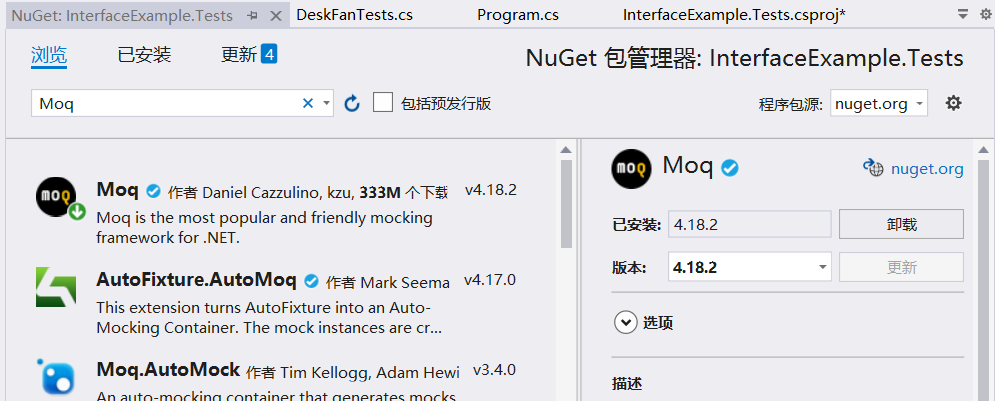 NuGet: InterfaceExample.Tests DeskFanTests.cs Program.cs InterfaceExample.Tests.csproj*
浏览 已安装 更新 4
NuGet 包管理器: InterfaceExample.Tests
Moq 包括预发行版 程序包源: nuget.org
Moq 作者 Daniel Cazzulino, kzu, 333M 个下载 v4.18.2
Moq is the most popular and friendly mocking
framework for .NET.
AutoFixture.AutoMoq 作者 Mark Seema v4.17.0
This extension turns AutoFixture into an Auto-
Mocking Container. The mock instances are cr...
Moq.AutoMock 作者 Tim Kellogg, Adam Hewi v3.4.0
An auto-mocking container that generates mocks
moq Moq nuget.org
已安装: 4.18.2 卸载
版本: 4.18.2 更新
选项
描述